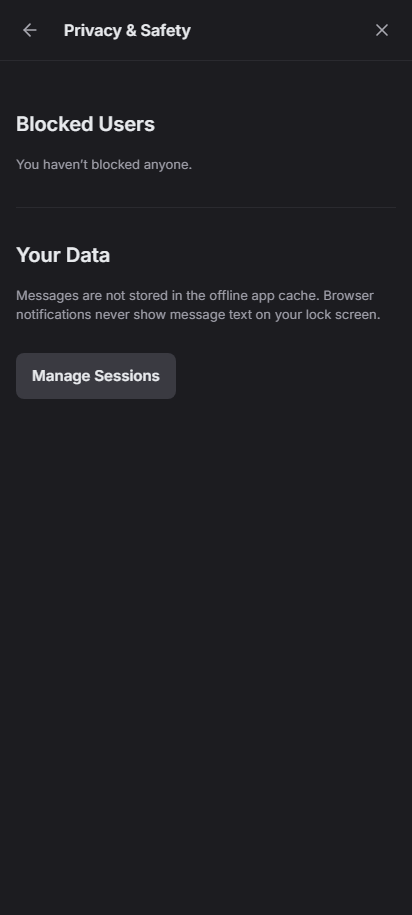 Privacy & Safety
Blocked Users
You haven’t blocked anyone.
Your Data
Messages are not stored in the offline app cache. Browser
notifications never show message text on your lock screen.
Manage Sessions